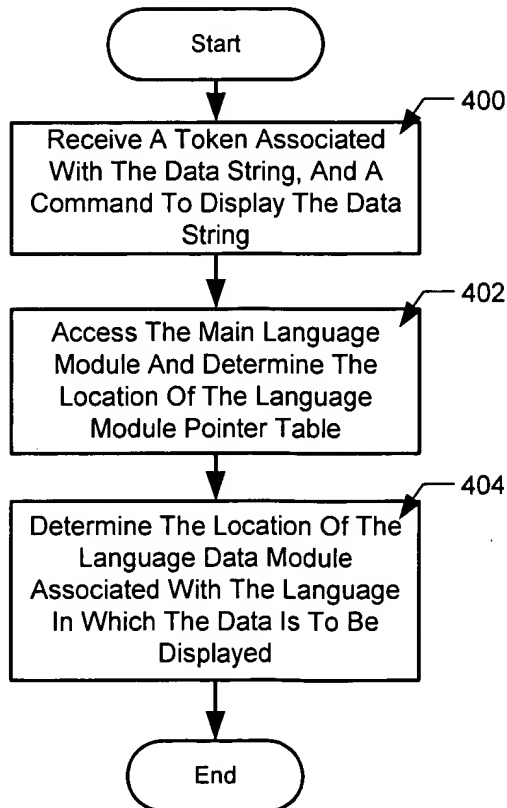 Start
400
Receive A Token Associated
With The Data String, And A
Command To Display The Data
String
402
Access The Main Language
Module And Determine The
Location Of The Language
Module Pointer Table
404
Determine The Location Of The
Language Data Module
Associated With The Language
In Which The Data Is To Be
Displayed
End